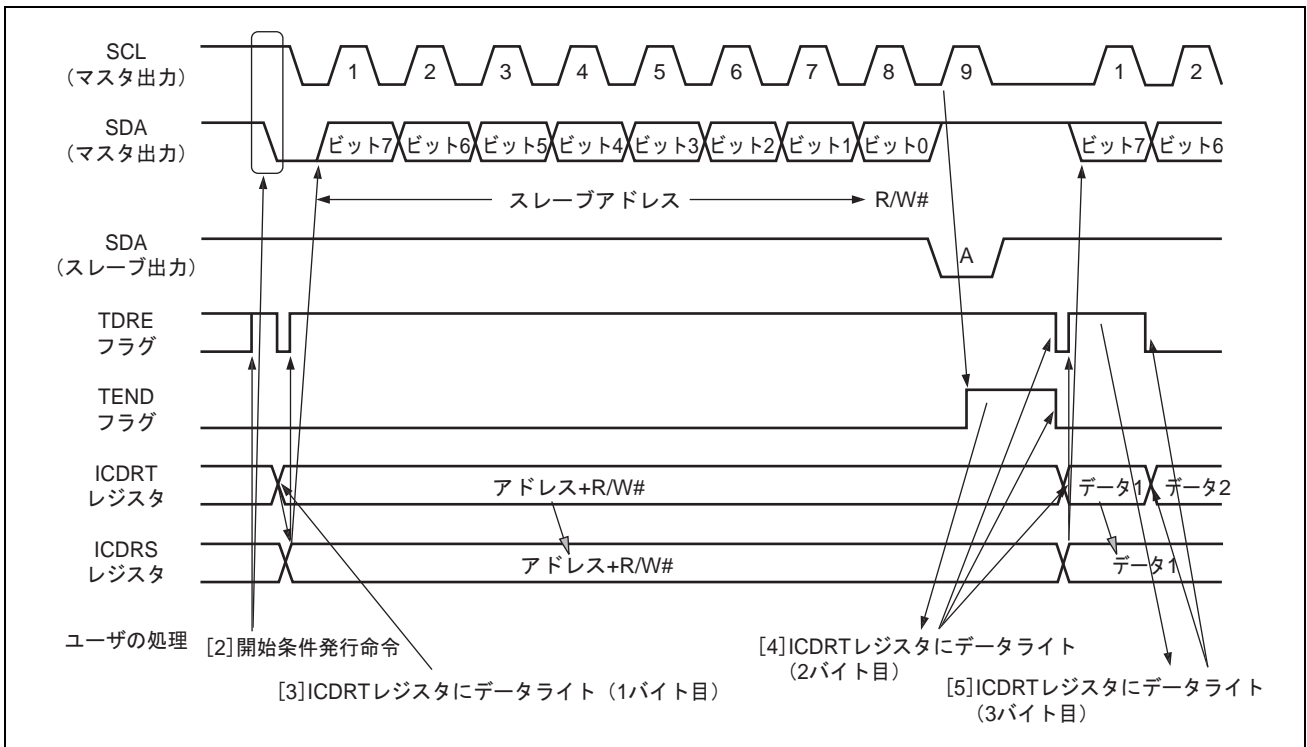 SCL
（マスタ出力）
1 2 3 4 5 6 7 8 9 1 2
SDA
（マスタ出力）
ビット7 ビット6 ビット5 ビット4 ビット3 ビット2 ビット1 ビット0 ビット7 ビット6
スレーブアドレス R/W#
SDA
（スレーブ出力）
A
TDRE
フラグ
TEND
フラグ
ICDRT
レジスタ
アドレス+R/W# データ1 データ2
ICDRS
レジスタ
アドレス+R/W# データ1
ユーザの処理
[2]開始条件発行命令
[3]ICDRTレジスタにデータライト（1バイト目）
[4]ICDRTレジスタにデータライト
（2バイト目）
[5]ICDRTレジスタにデータライト
（3バイト目）